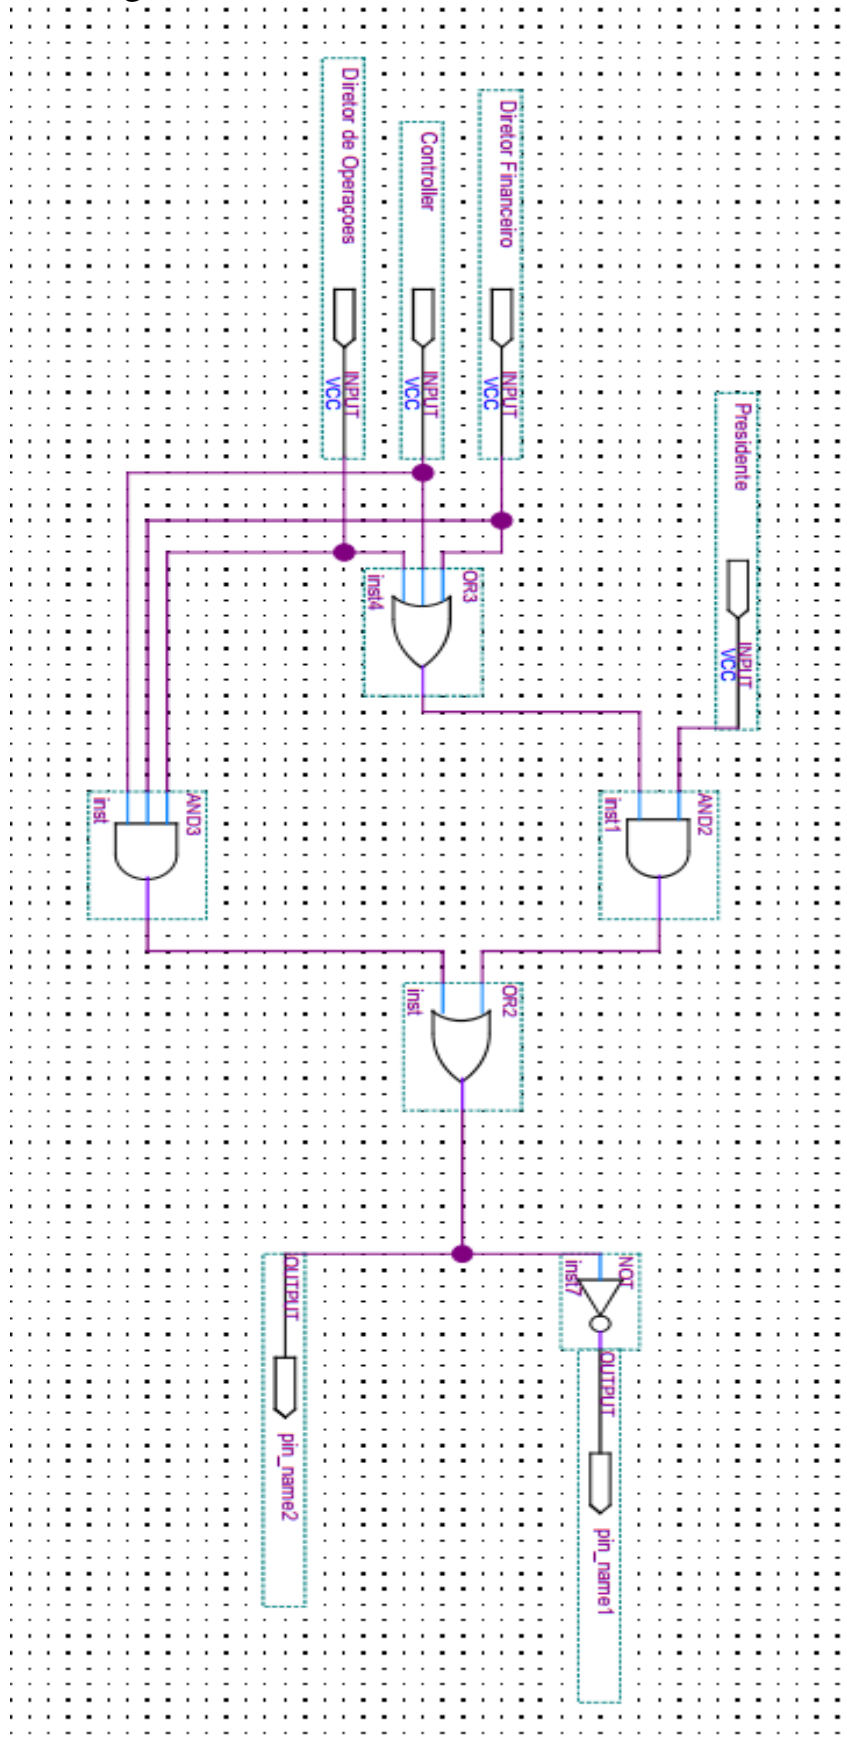 Diretor de Operaçoes
INPUT
VCC
Controller
INPUT
VCC
Diretor Financeiro
INPUT
VCC
Presidente
INPUT
VCC
OR3
inst4
AND3
inst
AND2
inst1
OR2
inst
NOT
inst7
OUTPUT
pin_name2
OUTPUT
pin_name1